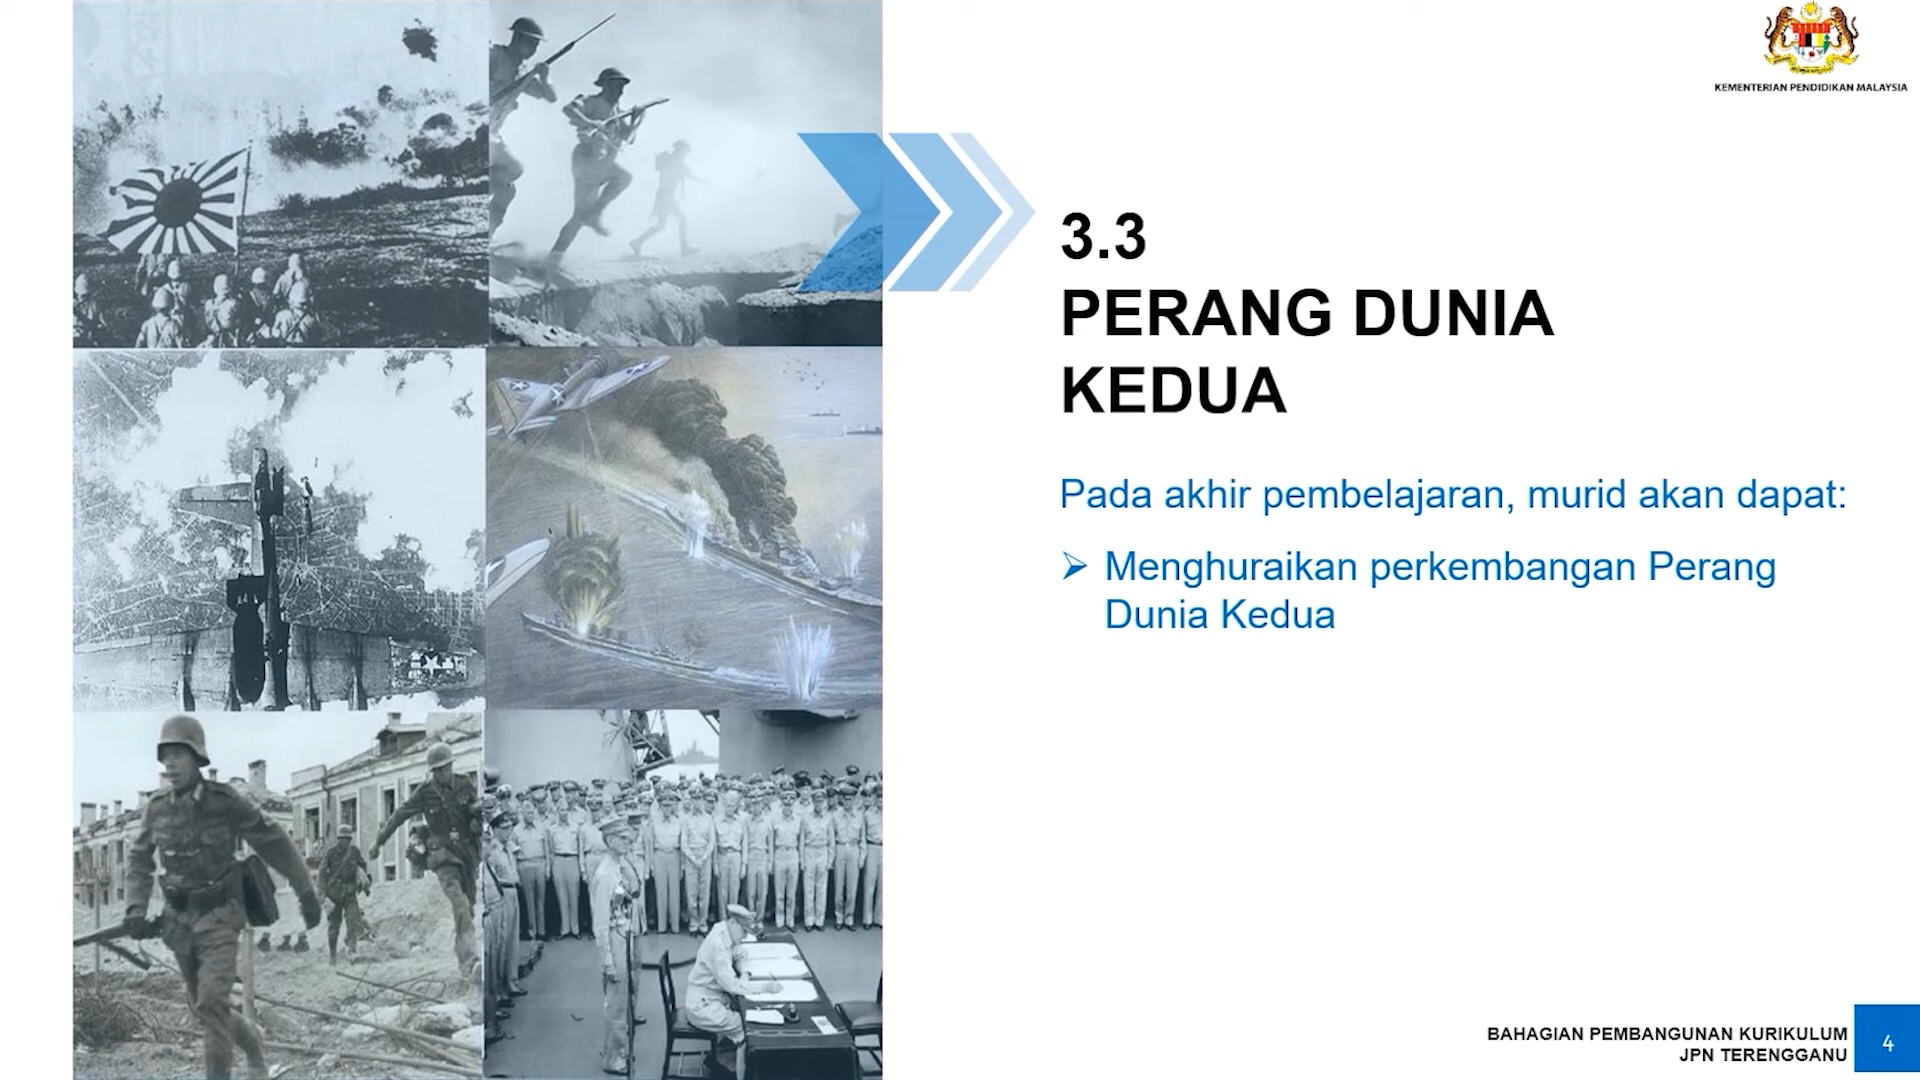 KEMENTERIAN PENDIDIKAN MALAYSIA
3.3
PERANG DUNIA
KEDUA
Pada akhir pembelajaran, murid akan dapat:
➢ Menghuraikan perkembangan Perang
Dunia Kedua
BAHAGIAN PEMBANGUNAN KURIKULUM
JPN TERENGGANU
4